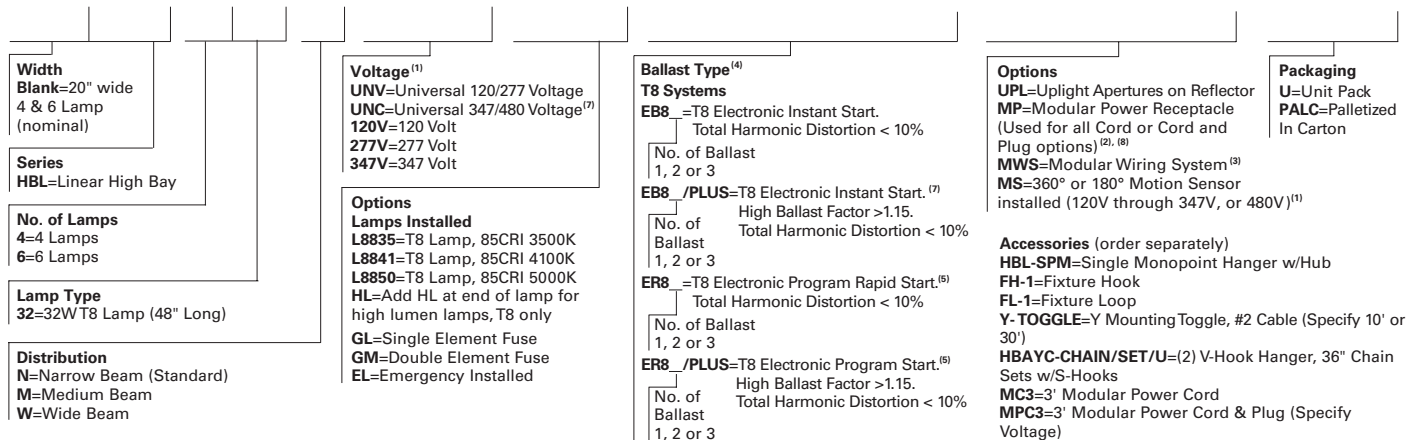 Width
Blank=20" wide
4 & 6 Lamp
(nominal)
Series
HBL=Linear High Bay
No. of Lamps
4=4 Lamps
6=6 Lamps
Lamp Type
32=32W T8 Lamp (48" Long)
Distribution
N=Narrow Beam (Standard)
M=Medium Beam
W=Wide Beam
Voltage (1)
UNV=Universal 120/277 Voltage
UNC=Universal 347/480 Voltage(7)
120V=120 Volt
277V=277 Volt
347V=347 Volt
Options
Lamps Installed
L8835=T8 Lamp, 85CRI 3500K
L8841=T8 Lamp, 85CRI 4100K
L8850=T8 Lamp, 85CRI 5000K
HL=Add HL at end of lamp for
high lumen lamps, T8 only
GL=Single Element Fuse
GM=Double Element Fuse
EL=Emergency Installed
Ballast Type(4)
T8 Systems
EB8__=T8 Electronic Instant Start.
Total Harmonic Distortion < 10%
No. of Ballast
1, 2 or 3
EB8__/PLUS=T8 Electronic Instant Start. (7)
High Ballast Factor >1.15.
Total Harmonic Distortion < 10%
No. of
Ballast
1, 2 or 3
ER8__=T8 Electronic Program Rapid Start.(5)
Total Harmonic Distortion < 10%
No. of Ballast
1, 2 or 3
ER8__/PLUS=T8 Electronic Program Start.(5)
High Ballast Factor >1.15.
Total Harmonic Distortion < 10%
No. of
Ballast
1, 2 or 3
Options
UPL=Uplight Apertures on Reflector
MP=Modular Power Receptacle
(Used for all Cord or Cord and
Plug options)(2), (8)
MWS=Modular Wiring System(3)
MS=360° or 180° Motion Sensor
installed (120V through 347V, or 480V)(1)
Accessories (order separately)
HBL-SPM=Single Monopoint Hanger w/Hub
FH-1=Fixture Hook
FL-1=Fixture Loop
Y-TOGGLE=Y Mounting Toggle, #2 Cable (Specify 10' or
30')
HBAYC-CHAIN/SET/U=(2) V-Hook Hanger, 36" Chain
Sets w/S-Hooks
MC3=3' Modular Power Cord
MPC3=3' Modular Power Cord & Plug (Specify
Voltage)
Packaging
U=Unit Pack
PALC=Palletized
In Carton